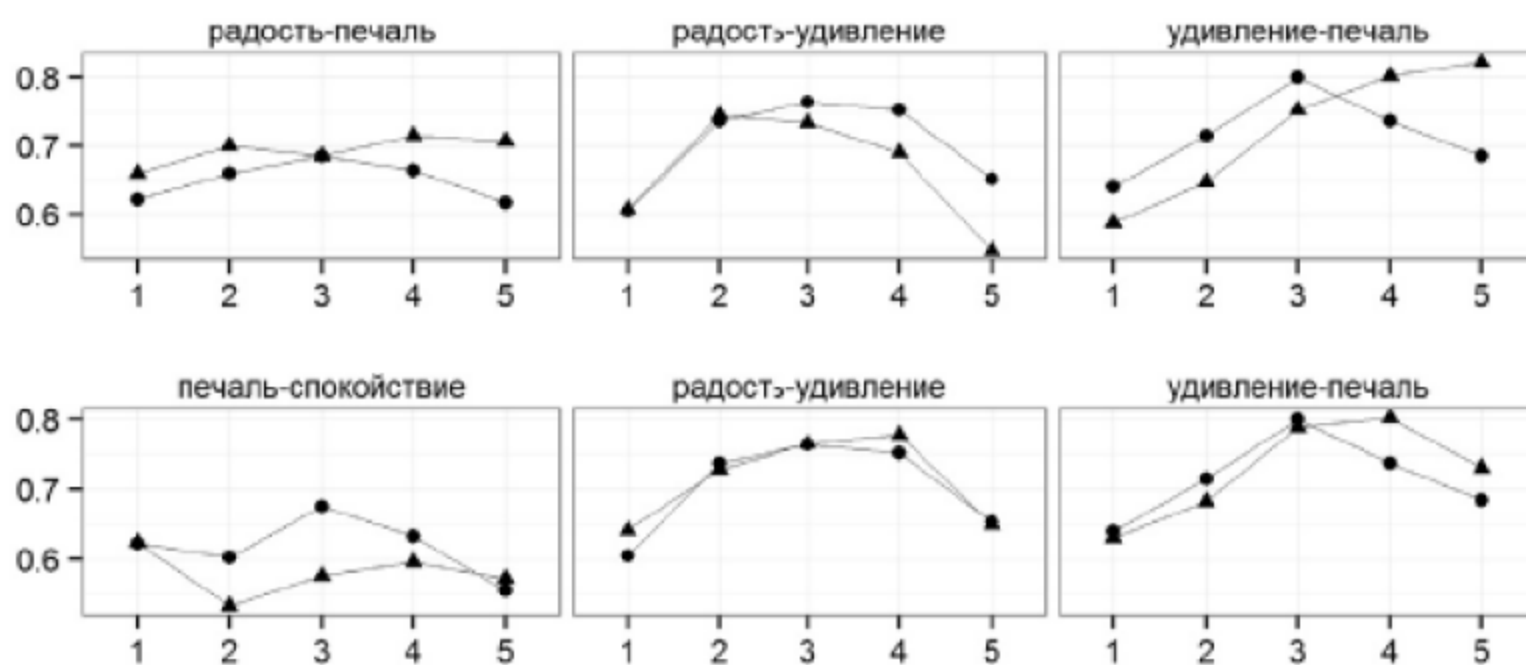 радость-печаль радость-удивление удивление-печаль
0.8
0.7
0.6
1 2 3 4 5 1 2 3 4 5 1 2 3 4 5
печаль-спокойствие радость-удивление удивление-печаль
0.8
0.7
0.6
1 2 3 4 5 1 2 3 4 5 1 2 3 4 5